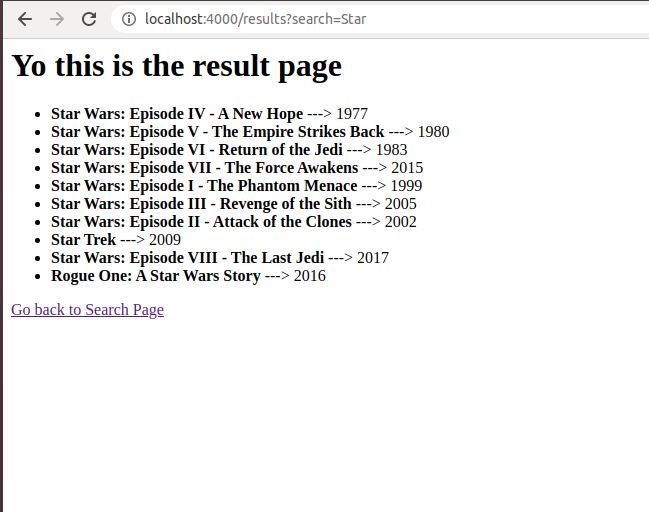 localhost:4000/results?search=Star
Yo this is the result page
Star Wars: Episode IV - A New Hope ---> 1977
Star Wars: Episode V - The Empire Strikes Back ---> 1980
Star Wars: Episode VI - Return of the Jedi ---> 1983
Star Wars: Episode VII - The Force Awakens ---> 2015
Star Wars: Episode I - The Phantom Menace ---> 1999
Star Wars: Episode III - Revenge of the Sith ---> 2005
Star Wars: Episode II - Attack of the Clones ---> 2002
Star Trek ---> 2009
Star Wars: Episode VIII - The Last Jedi ---> 2017
Rogue One: A Star Wars Story ---> 2016
Go back to Search Page